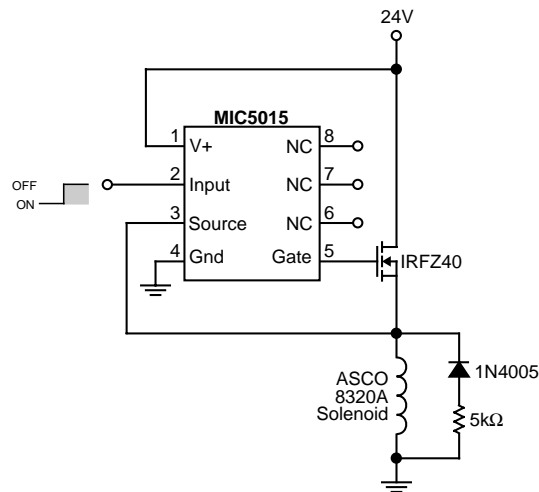 24V
MIC5015
1 V+ NC 8
OFF
ON
2 Input NC 7
3 Source NC 6
4 Gnd Gate 5
IRFZ40
ASCO
8320A
Solenoid
1N4005
5kΩ